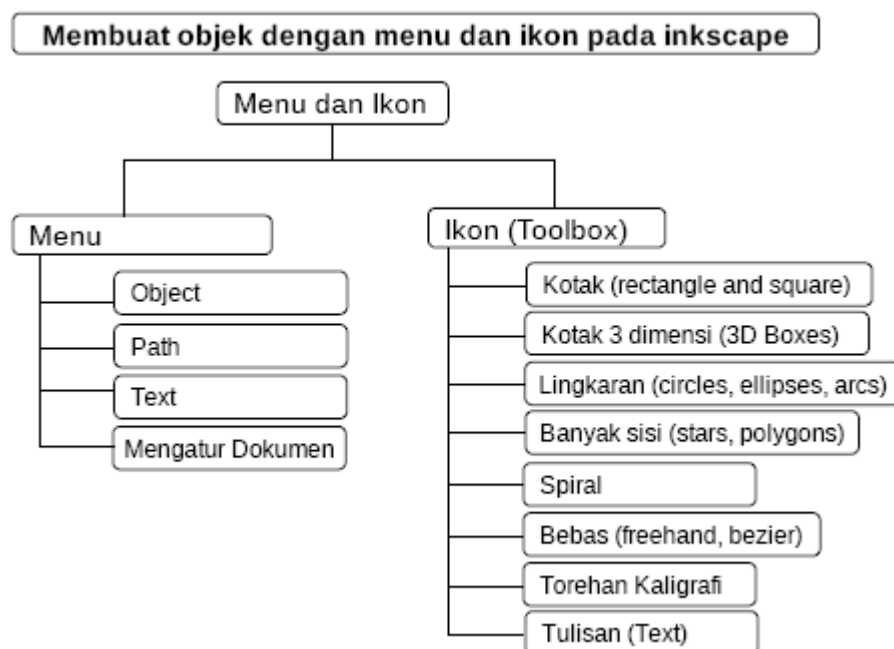 Membuat objek dengan menu dan ikon pada inkscape
Menu dan Ikon
Menu
Object
Path
Text
Mengatur Dokumen
Ikon (Toolbox)
Kotak (rectangle and square)
Kotak 3 dimensi (3D Boxes)
Lingkaran (circles, ellipses, arcs)
Banyak sisi (stars, polygons)
Spiral
Bebas (freehand, bezier)
Torehan Kaligrafi
Tulisan (Text)